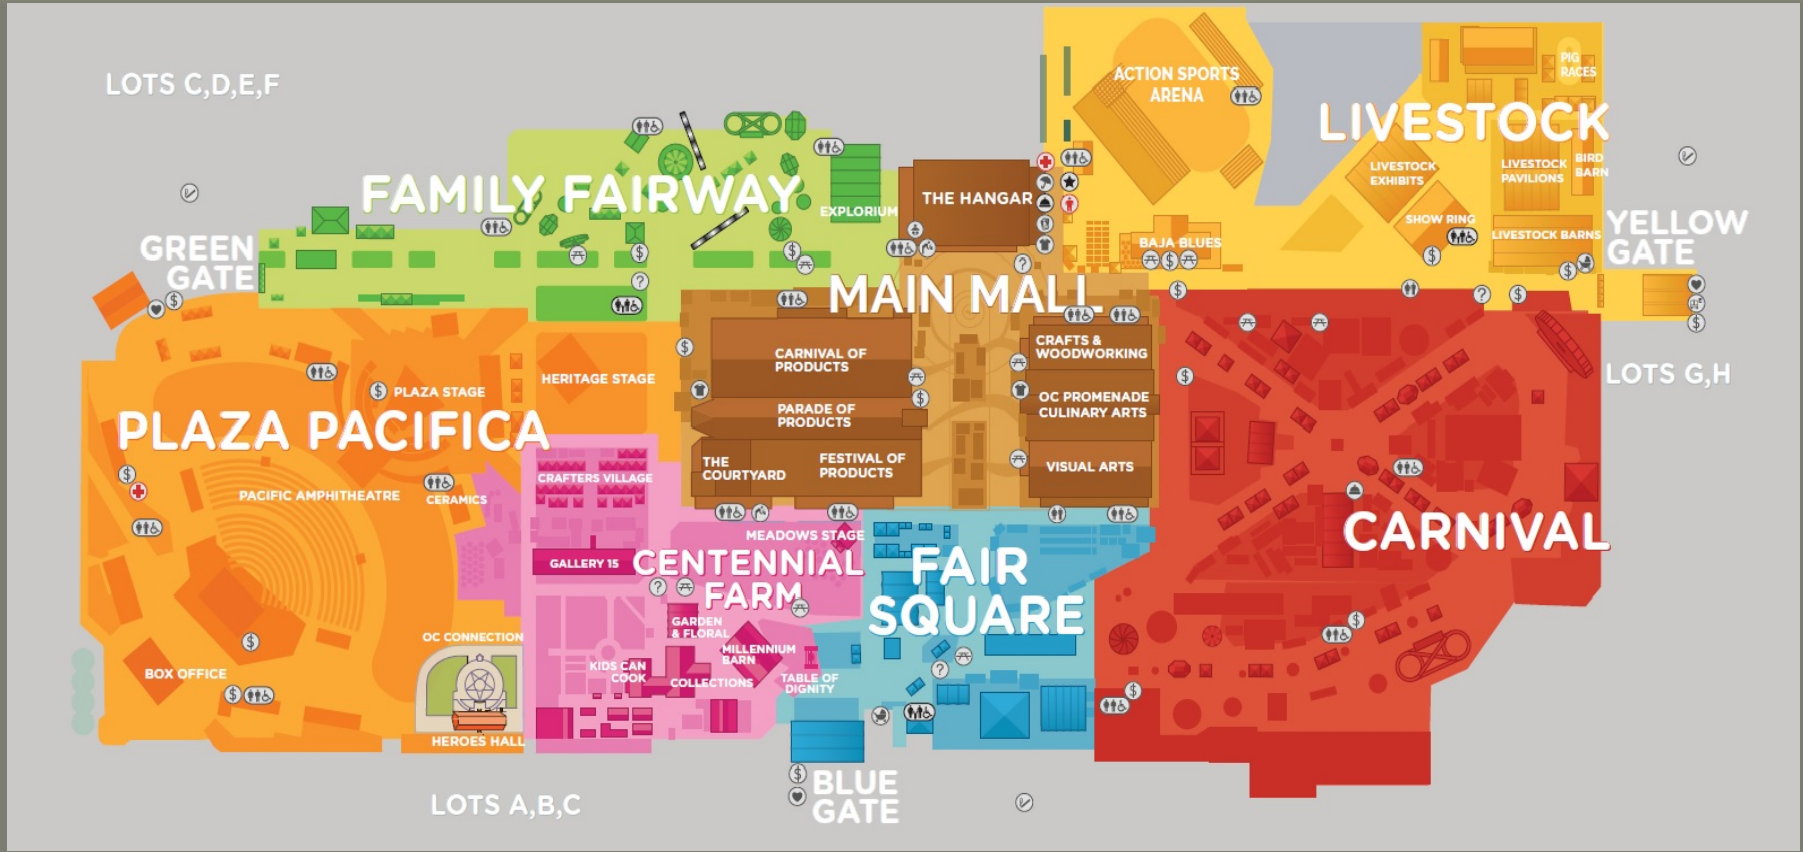 LOTS C,D,E,F
ACTION SPORTS
ARENA
PIG
RACES
LIVESTOCK
LIVESTOCK
EXHIBITS
LIVESTOCK
PAVILIONS
BIRD
BARN
SHOW RING
LIVESTOCK BARNS
YELLOW
GATE
BAJA BLUES
FAMILY FAIRWAY
EXPLORIUM
THE HANGAR
GREEN
GATE
MAIN MALL
CARNIVAL OF
PRODUCTS
PARADE OF
PRODUCTS
THE
COURTYARD
FESTIVAL OF
PRODUCTS
CRAFTS &
WOODWORKING
OC PROMENADE
CULINARY ARTS
VISUAL ARTS
LOTS G,H
HERITAGE STAGE
PLAZA STAGE
PLAZA PACIFICA
PACIFIC AMPHITHEATRE
CERAMICS
CRAFTERS VILLAGE
MEADOWS STAGE
GALLERY 15
CENTENNIAL
FARM
GARDEN
& FLORAL
MILLENNIUM
BARN
KIDS CAN
COOK
COLLECTIONS
TABLE OF
DIGNITY
FAIR
SQUARE
CARNIVAL
OC CONNECTION
BOX OFFICE
HEROES HALL
BLUE
GATE
LOTS A,B,C